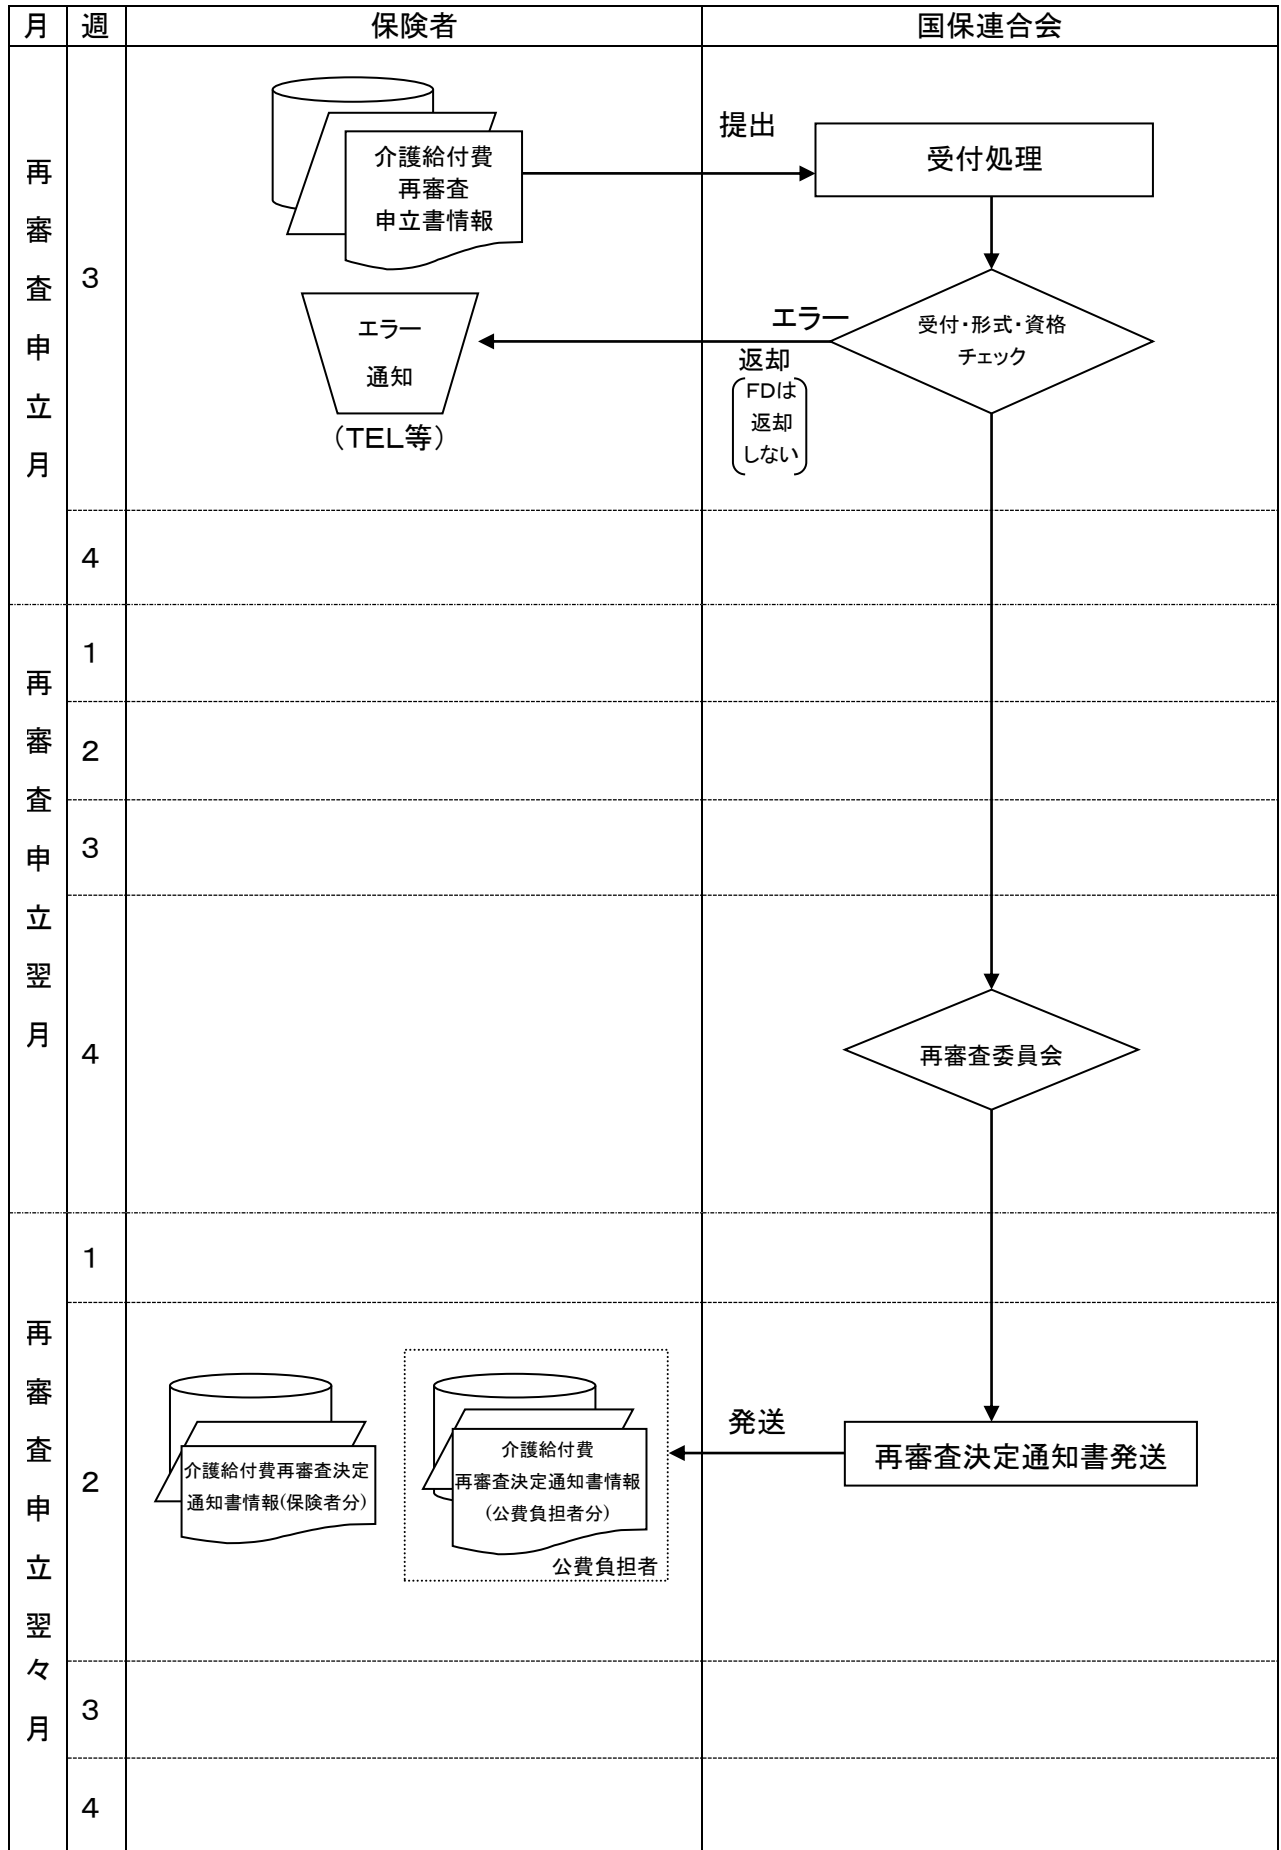 月 週 保険者 国保連合会
再審査申立月
3
介護給付費
再審査
申立書情報
提出
受付処理
エラー
通知
(TEL等)
エラー
返却
FDは
返却
しない
受付・形式・資格
チェック
4
再審査申立翌月
1
2
3
4
再審査委員会
再審査申立翌々月
1
2
介護給付費再審査決定
通知書情報(保険者分)
介護給付費
再審査決定通知書情報
(公費負担者分)
公費負担者
発送
再審査決定通知書発送
3
4